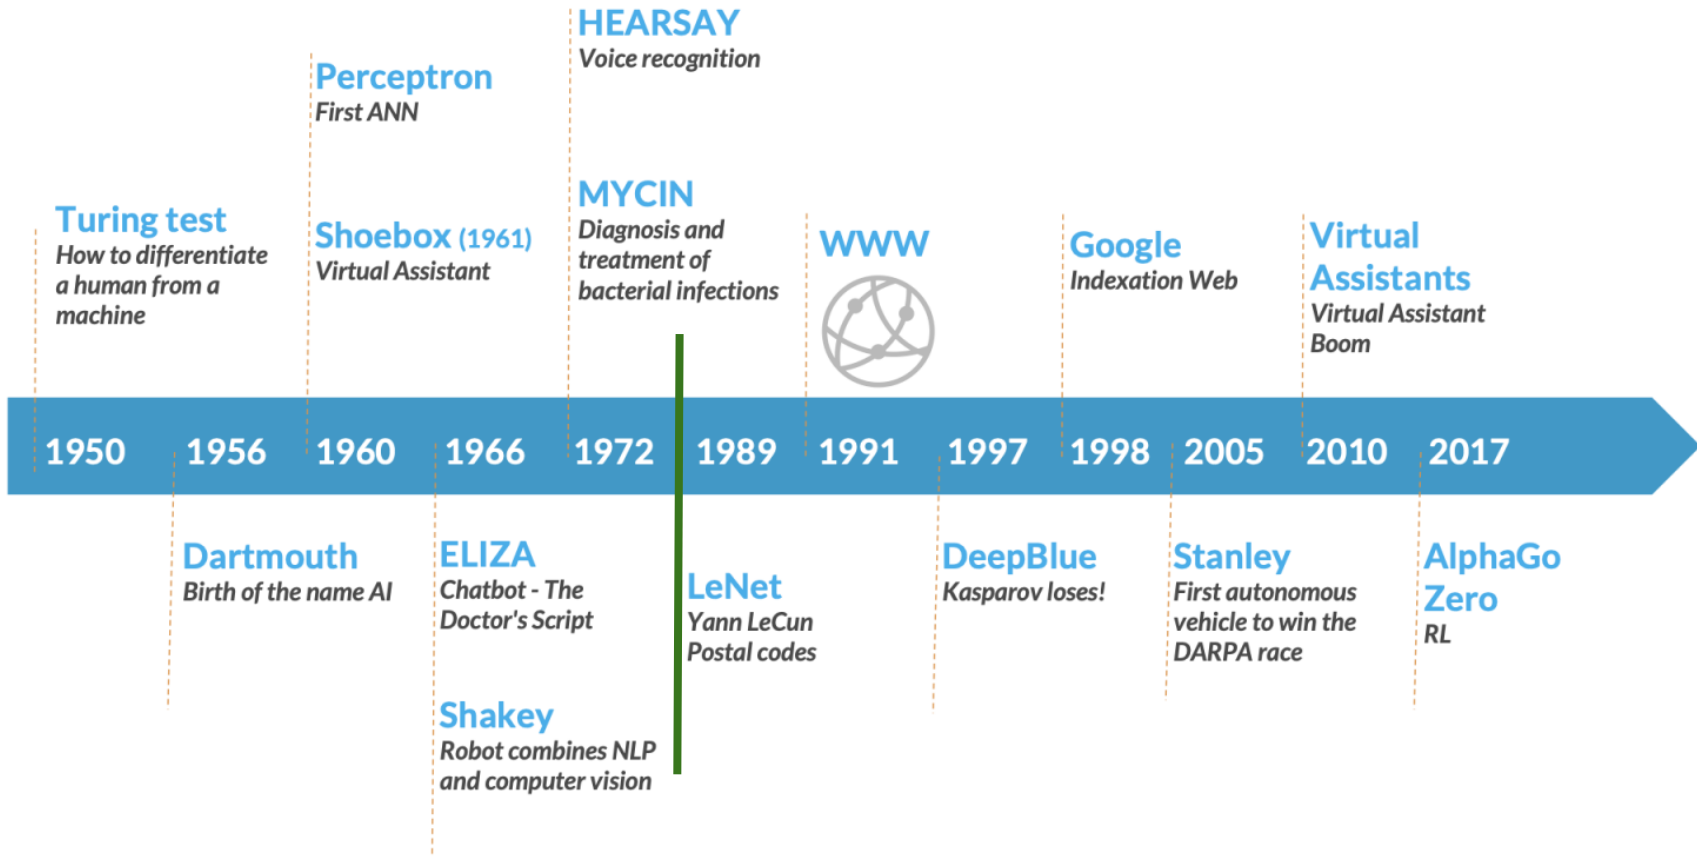 HEARSAY
Voice recognition
Perceptron
First ANN
MYCIN
Diagnosis and
treatment of
bacterial infections
Turing test
How to differentiate
a human from a
machine
Shoebox (1961)
Virtual Assistant
WWW
Google
Indexation Web
Virtual
Assistants
Virtual Assistant
Boom
1950 1956 1960 1966 1972 1989 1991 1997 1998 2005 2010 2017
Dartmouth
Birth of the name AI
ELIZA
Chatbot - The
Doctor's Script
Shakey
Robot combines NLP
and computer vision
LeNet
Yann LeCun
Postal codes
DeepBlue
Kasparov loses!
Stanley
First autonomous
vehicle to win the
DARPA race
AlphaGo
Zero
RL